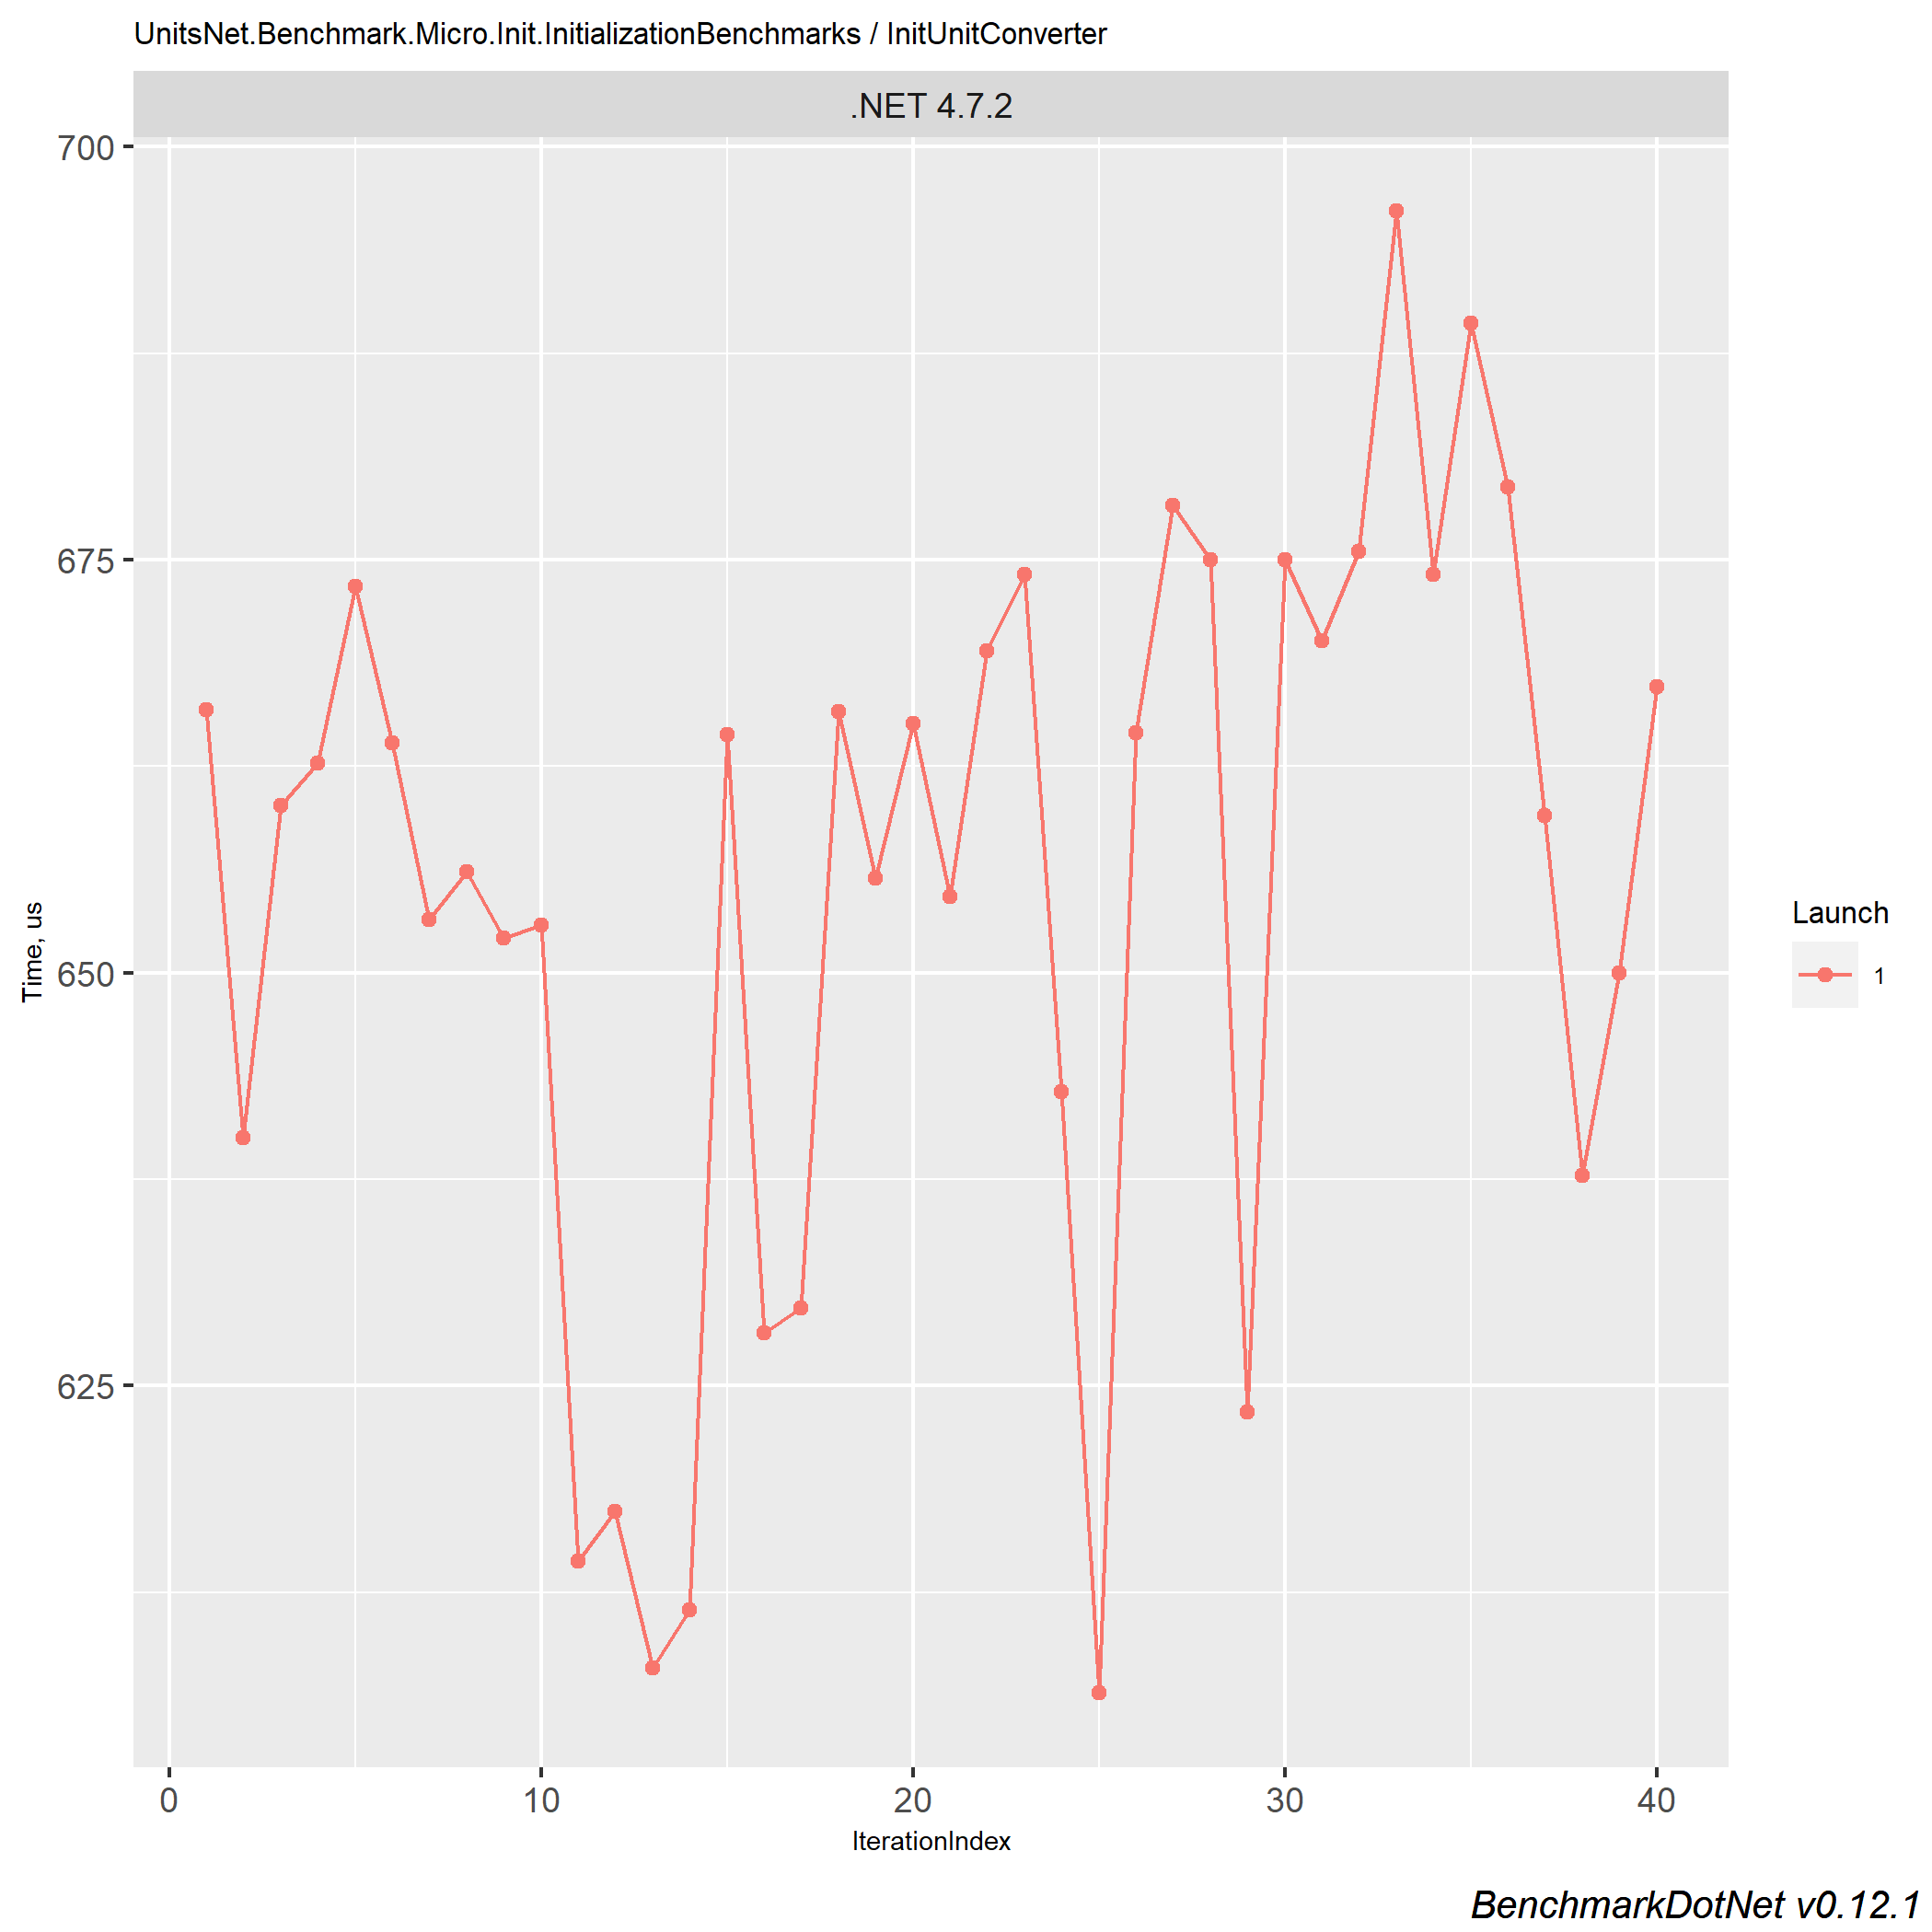 UnitsNet.Benchmark.Micro.Init.InitializationBenchmarks / InitUnitConverter
.NET 4.7.2
700
675
650
625
Time, us
0 10 20 30 40
IterationIndex
Launch
1
BenchmarkDotNet v0.12.1